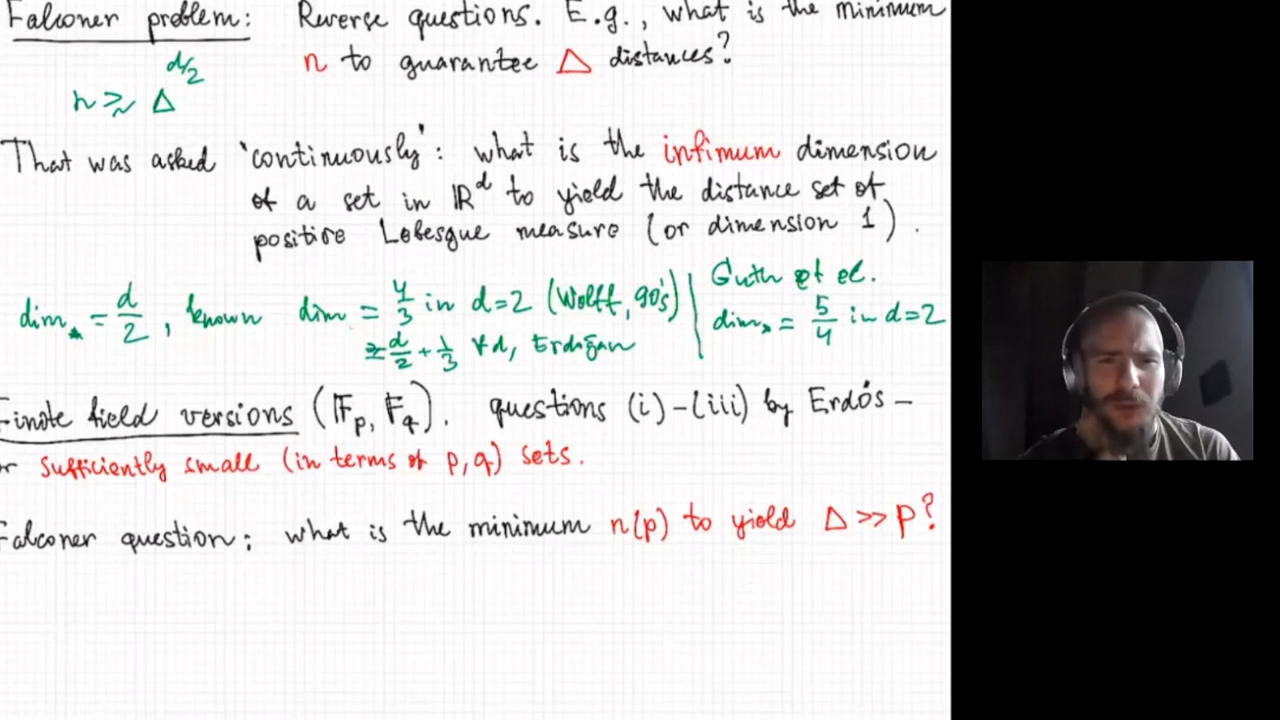 Falconer problem: Reverse questions. E.g., what is the minimum
n to guarantee Δ distances?
n ≳ Δ^{d/2}
That was asked "continuously": what is the infimum dimension
of a set in ℝ^d to yield the distance set of
positive Lebesgue measure (or dimension 1).
dim_* = d/2, known dim = 4/3 in d=2 (Wolff, 90's) | Guth et el.
= d/2 + 1/3 ∀d, Erdoğan | dim_* = 5/4 in d=2
Finote field versions (𝔽_p, 𝔽_q). questions (i)-(iii) by Erdős -
sufficiently small (in terms of p,q) sets.
Falconer question: what is the minimum n(p) to yield Δ >> p?